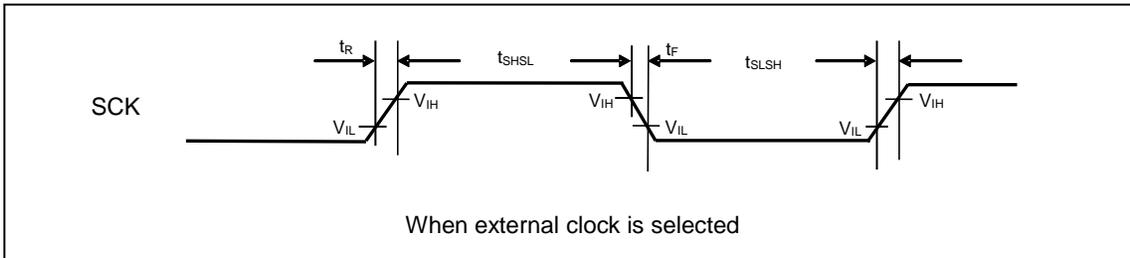 tR tSHSL tF tSLSH
SCK
VIH VIH VIH
VIL VIL VIL
When external clock is selected